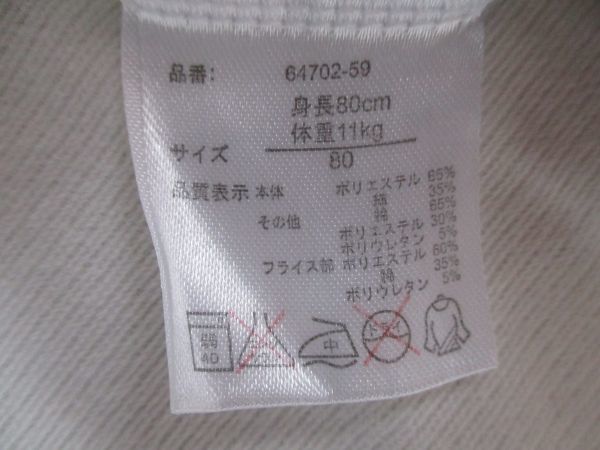 品番: 64702-59
身長80cm
体重11kg
サイズ 80
品質表示 本体 ポリエステル 65%
綿 35%
その他 綿 65%
ポリエステル 30%
ポリウレタン 5%
フライス部 ポリエステル 60%
綿 35%
ポリウレタン 5%
弱 40
中
ドライ